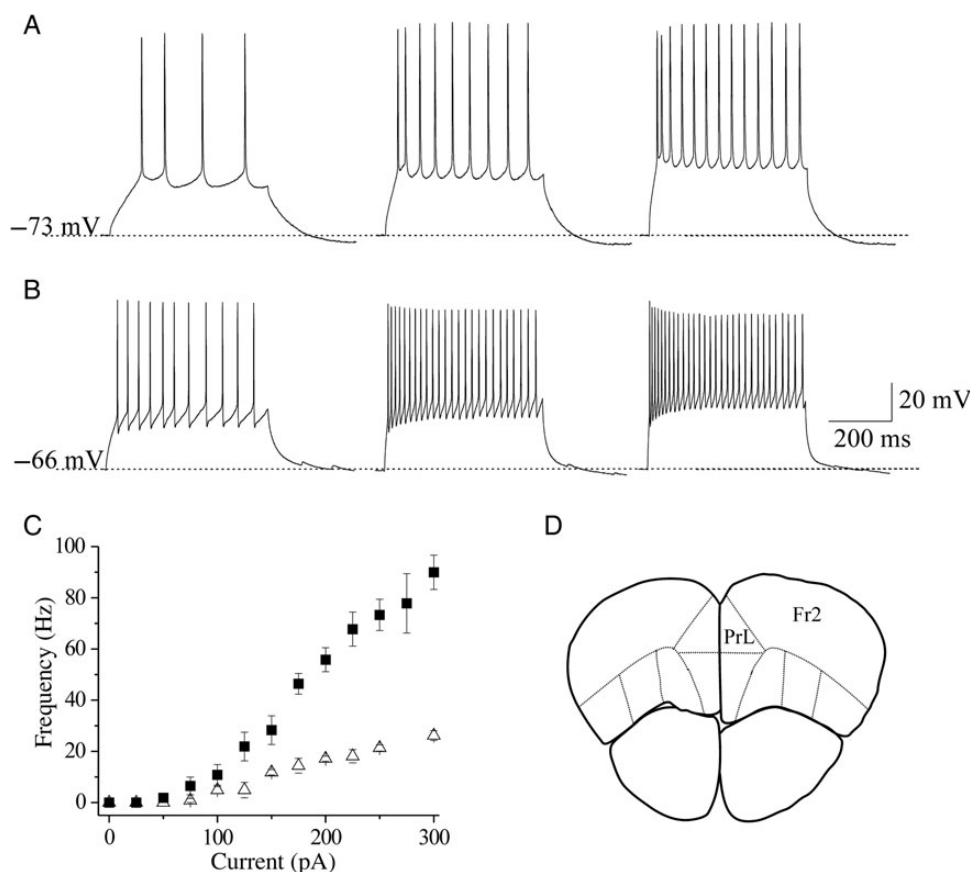 A
−73 mV
B
−66 mV
20 mV
200 ms
C
D
100
80
60
40
20
0
Frequency (Hz)
0
100
200
300
Current (pA)
Fr2
PrL